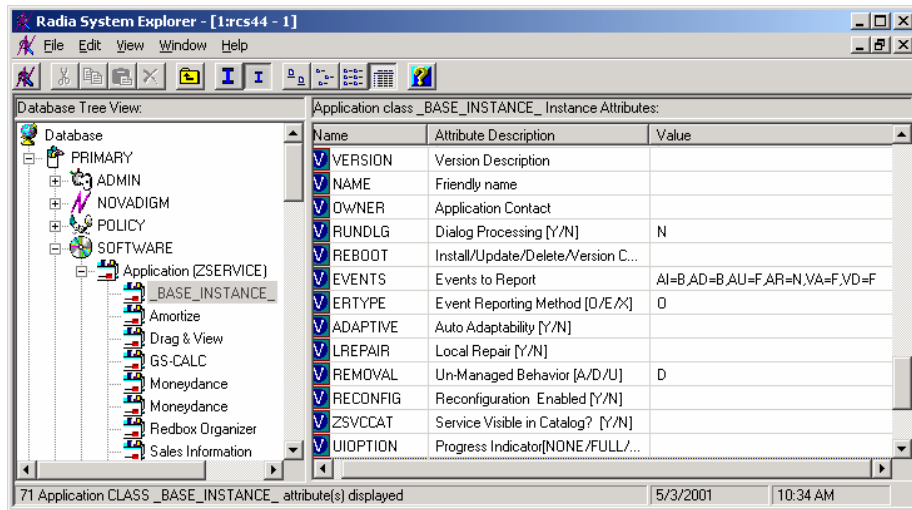 Radia System Explorer - [1:rcs44 - 1]
File Edit View Window Help
Database Tree View:
Application class _BASE_INSTANCE_ Instance Attributes:
Database
PRIMARY
ADMIN
NOVADIGM
POLICY
SOFTWARE
Application (ZSERVICE)
_BASE_INSTANCE_
Amortize
Drag & View
GS-CALC
Moneydance
Moneydance
Redbox Organizer
Sales Information
Name Attribute Description Value
V VERSION Version Description
V NAME Friendly name
V OWNER Application Contact
V RUNDLG Dialog Processing [Y/N] N
V REBOOT Install/Update/Delete/Version C...
V EVENTS Events to Report AI=B,AD=B,AU=F,AR=N,VA=F,VD=F
V ERTYPE Event Reporting Method [O/E/X] O
V ADAPTIVE Auto Adaptability [Y/N]
V LREPAIR Local Repair [Y/N]
V REMOVAL Un-Managed Behavior [A/D/U] D
V RECONFIG Reconfiguration Enabled [Y/N]
V ZSVCCAT Service Visible in Catalog? [Y/N]
V UIOPTION Progress Indicator[NONE/FULL/...
71 Application CLASS _BASE_INSTANCE_ attribute(s) displayed 5/3/2001 10:34 AM